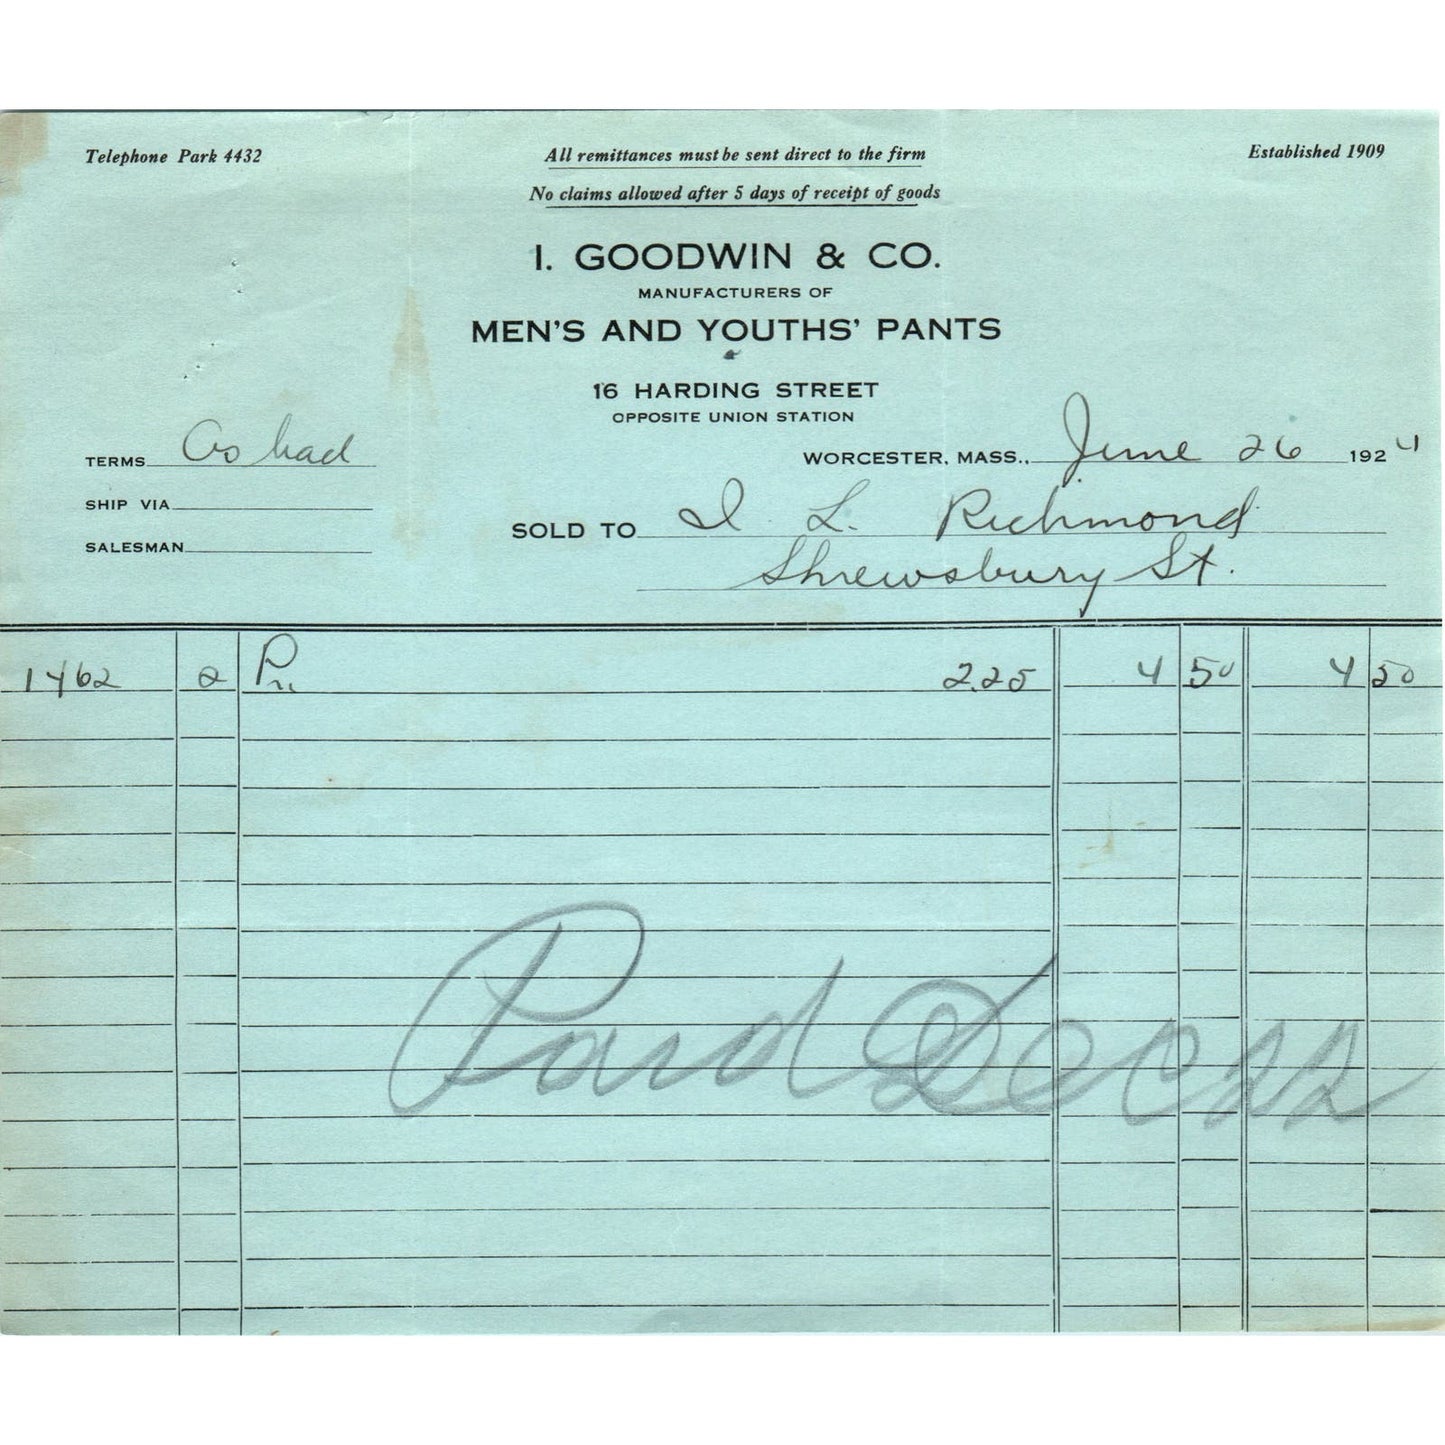 Telephone Park 4432
All remittances must be sent direct to the firm
Established 1909
No claims allowed after 5 days of receipt of goods
I. GOODWIN & CO.
MANUFACTURERS OF
MEN'S AND YOUTHS' PANTS
16 HARDING STREET
OPPOSITE UNION STATION
TERMS As had
WORCESTER, MASS., June 26 1924
SHIP VIA
SOLD TO I. L. Richmond
SALESMAN
Shrewsbury St.
1462 2 Pr. 2.25 4 50 4 50
Paid